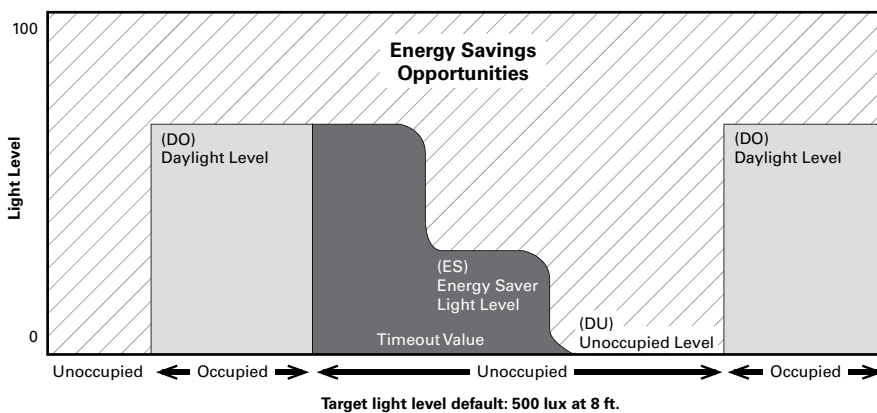 100
Energy Savings
Opportunities
(DO)
Daylight Level
(DO)
Daylight Level
Light Level
(ES)
Energy Saver
Light Level
(DU)
Unoccupied Level
Timeout Value
0
Unoccupied Occupied Unoccupied Occupied
Target light level default: 500 lux at 8 ft.